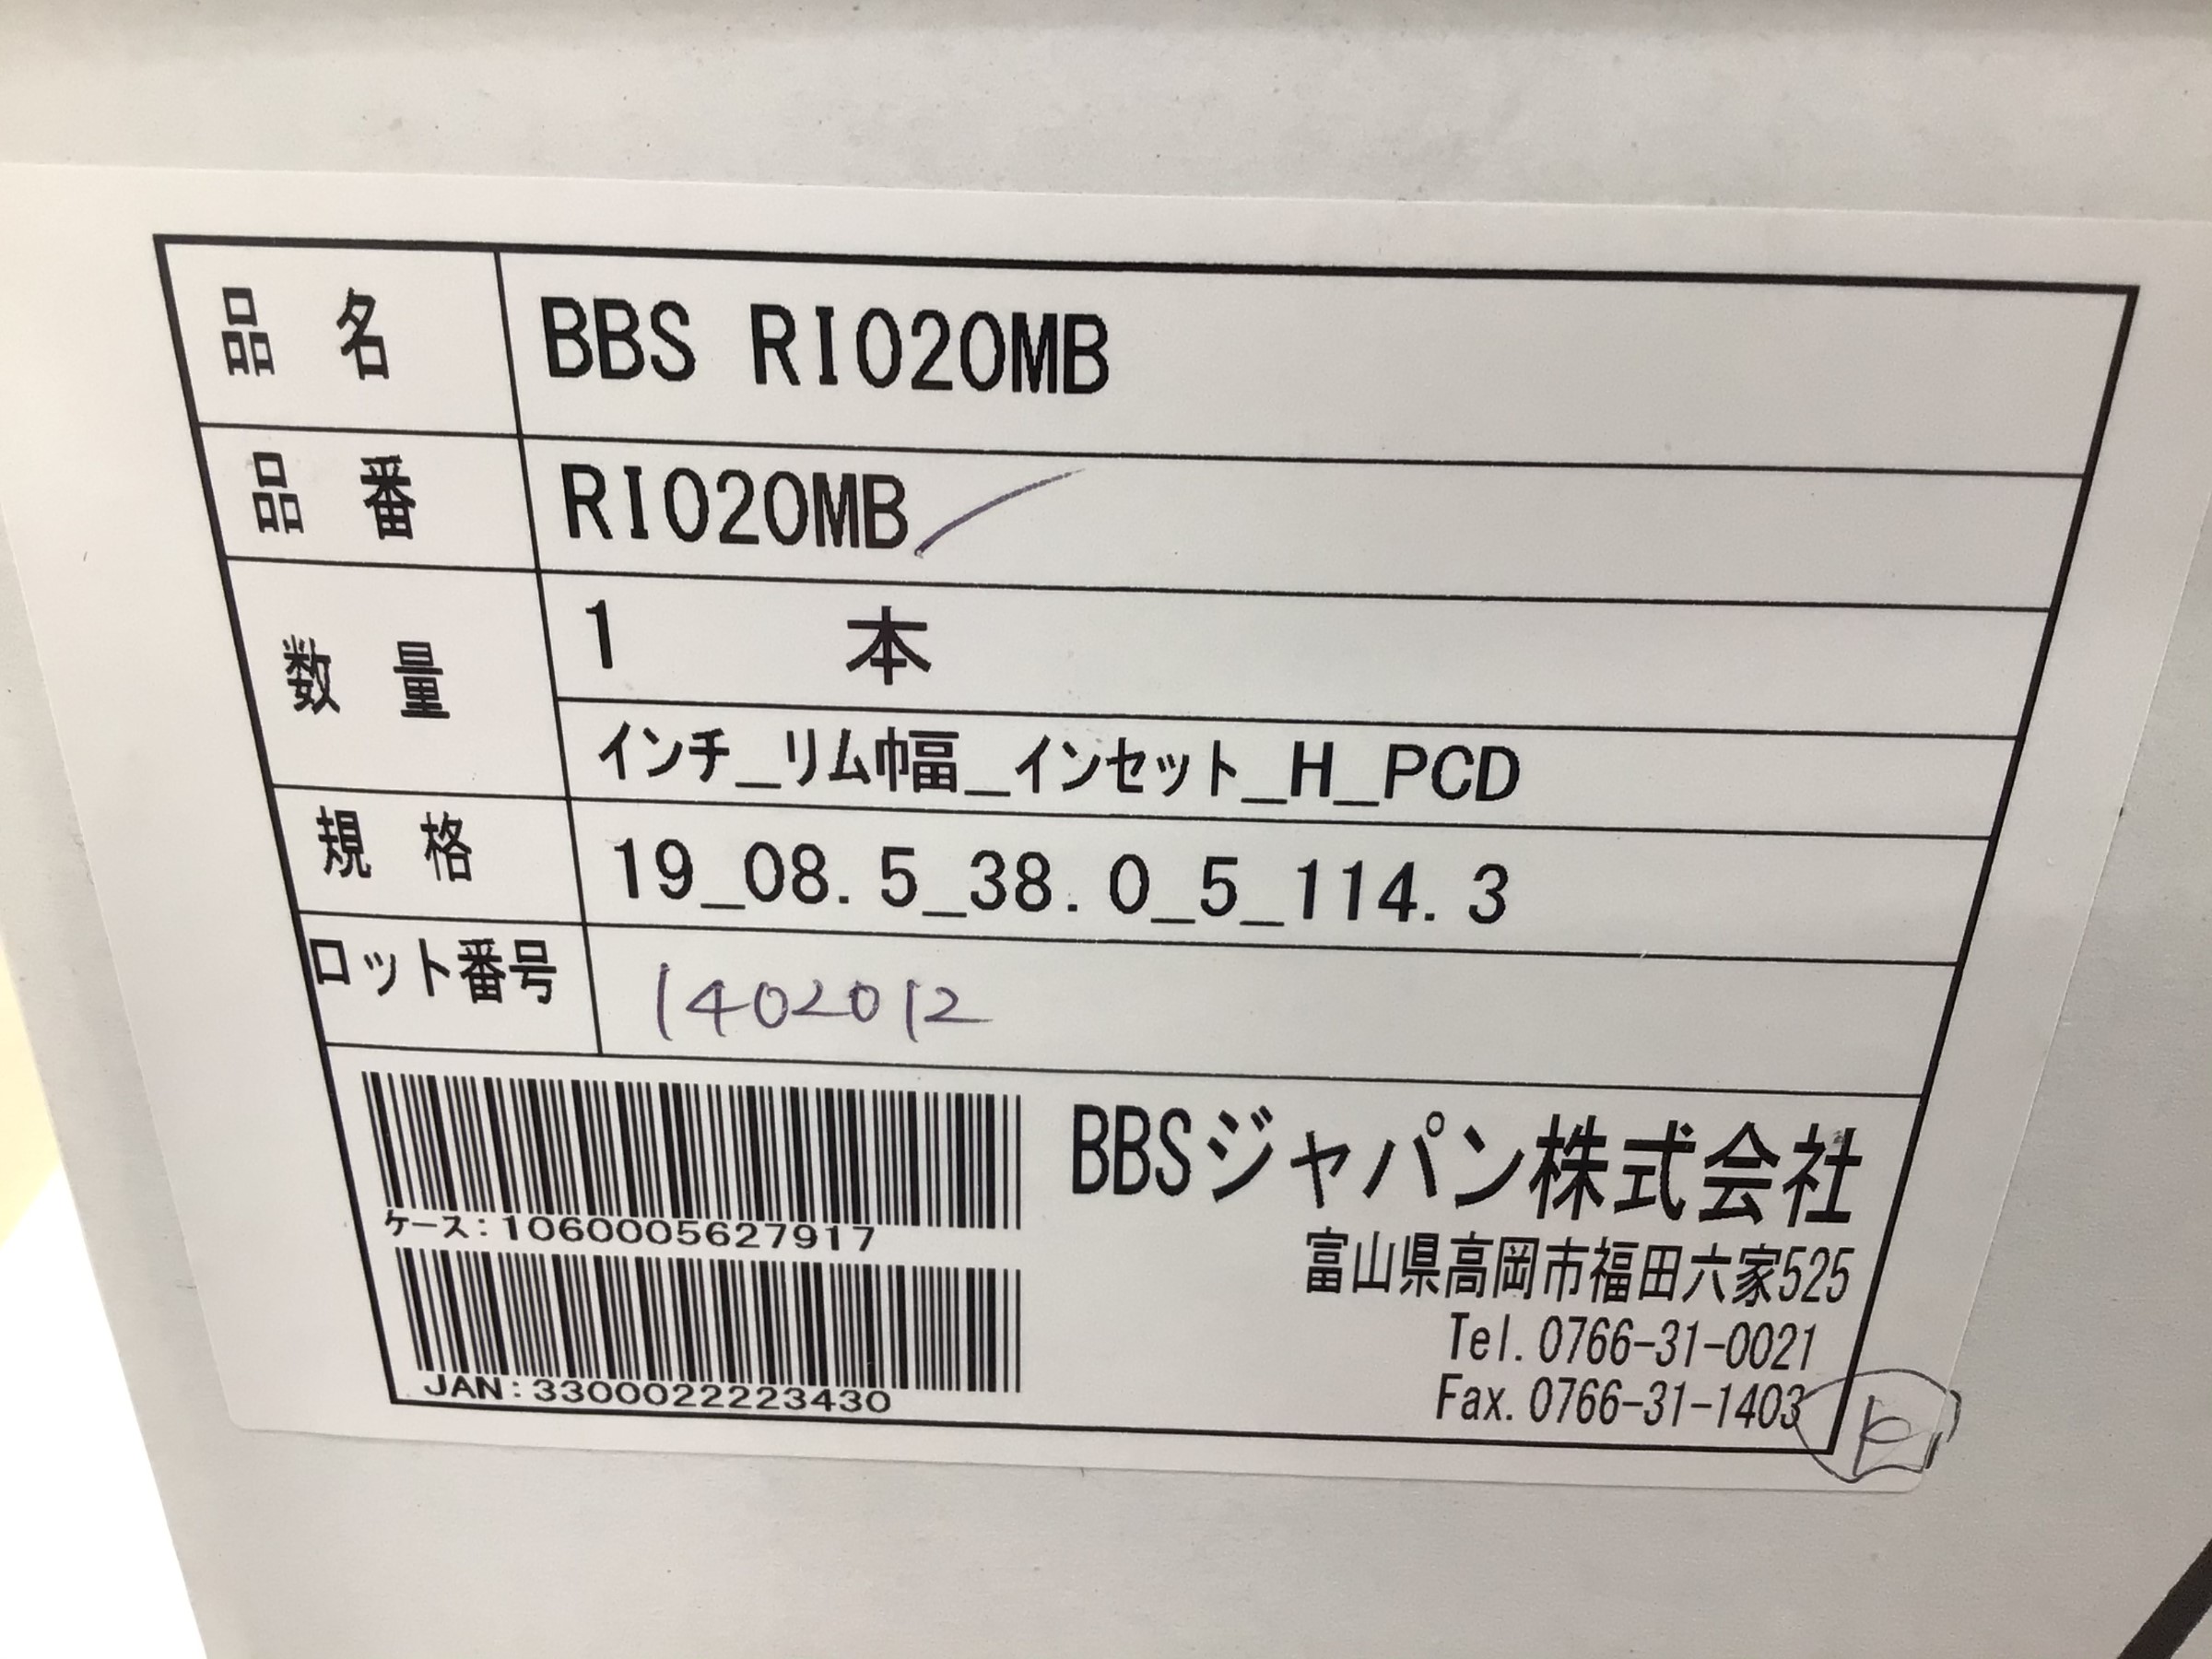 品 名 BBS RI020MB
品 番 RI020MB
数 量 1 本
インチ_リム巾幅_インセット_H_PCD
規 格 19_08.5_38.0_5_114.3
ロット番号 1402012
BBSジャパン株式会社
富山県高岡市福田六家525
Tel.0766-31-0021
Fax.0766-31-1403
ケース:1060005627917
JAN:3300022223430